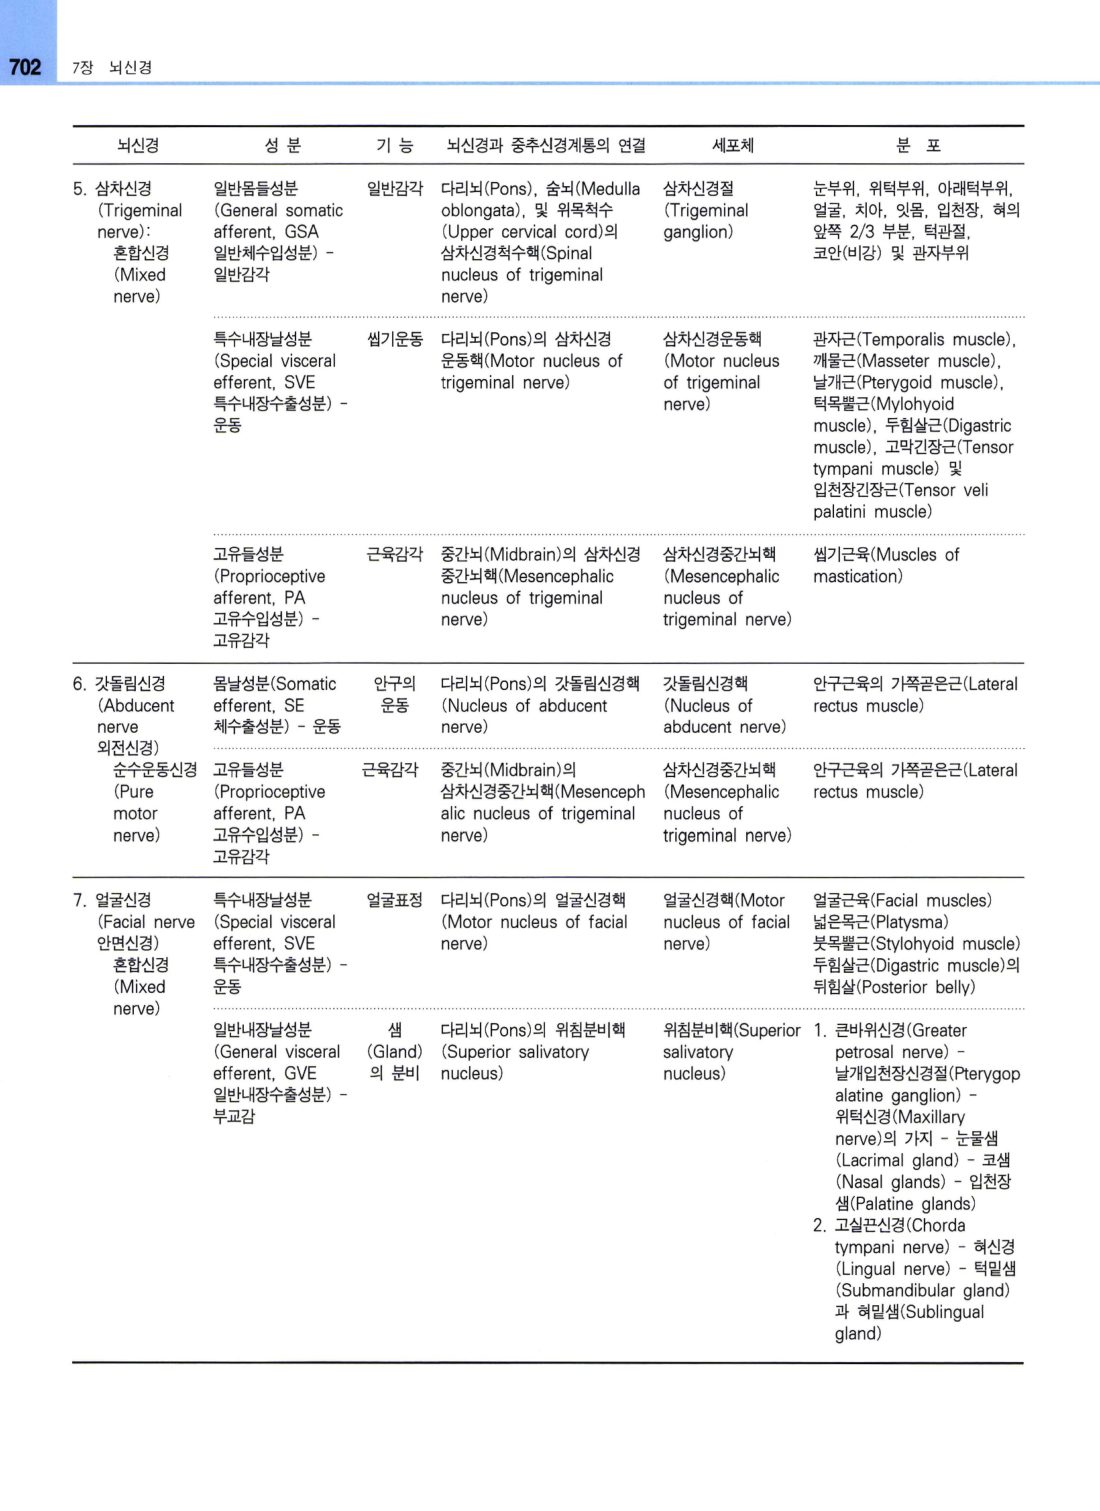 702 7장 뇌신경
뇌신경 성 분 기 능 뇌신경과 중추신경계통의 연결 세포체 분 포
5. 삼차신경
(Trigeminal
nerve):
혼합신경
(Mixed
nerve)
일반몸들성분
(General somatic
afferent, GSA
일반체수입성분) -
일반감각
일반감각
다리뇌(Pons), 숨뇌(Medulla
oblongata), 및 위목척수
(Upper cervical cord)의
삼차신경척수핵(Spinal
nucleus of trigeminal
nerve)
삼차신경절
(Trigeminal
ganglion)
눈부위, 위턱부위, 아래턱부위,
얼굴, 치아, 잇몸, 입천장, 혀의
앞쪽 2/3 부분, 턱관절,
코안(비강) 및 관자부위
특수내장날성분
(Special visceral
efferent, SVE
특수내장수출성분) -
운동
씹기운동
다리뇌(Pons)의 삼차신경
운동핵(Motor nucleus of
trigeminal nerve)
삼차신경운동핵
(Motor nucleus
of trigeminal
nerve)
관자근(Temporalis muscle),
깨물근(Masseter muscle),
날개근(Pterygoid muscle),
턱목뿔근(Mylohyoid
muscle), 두힘살근(Digastric
muscle), 고막긴장근(Tensor
tympani muscle) 및
입천장긴장근(Tensor veli
palatini muscle)
고유들성분
(Proprioceptive
afferent, PA
고유수입성분) -
고유감각
근육감각
중간뇌(Midbrain)의 삼차신경
중간뇌핵(Mesencephalic
nucleus of trigeminal
nerve)
삼차신경중간뇌핵
(Mesencephalic
nucleus of
trigeminal nerve)
씹기근육(Muscles of
mastication)
6. 갓돌림신경
(Abducent
nerve
외전신경)
순수운동신경
(Pure
motor
nerve)
몸날성분(Somatic
efferent, SE
체수출성분) - 운동
안구의
운동
다리뇌(Pons)의 갓돌림신경핵
(Nucleus of abducent
nerve)
갓돌림신경핵
(Nucleus of
abducent nerve)
안구근육의 가쪽곧은근(Lateral
rectus muscle)
고유들성분
(Proprioceptive
afferent, PA
고유수입성분) -
고유감각
근육감각
중간뇌(Midbrain)의
삼차신경중간뇌핵(Mesenceph
alic nucleus of trigeminal
nerve)
삼차신경중간뇌핵
(Mesencephalic
nucleus of
trigeminal nerve)
안구근육의 가쪽곧은근(Lateral
rectus muscle)
7. 얼굴신경
(Facial nerve
안면신경)
혼합신경
(Mixed
nerve)
특수내장날성분
(Special visceral
efferent, SVE
특수내장수출성분) -
운동
얼굴표정
다리뇌(Pons)의 얼굴신경핵
(Motor nucleus of facial
nerve)
얼굴신경핵(Motor
nucleus of facial
nerve)
얼굴근육(Facial muscles)
넓은목근(Platysma)
붓목뿔근(Stylohyoid muscle)
두힘살근(Digastric muscle)의
뒤힘살(Posterior belly)
일반내장날성분
(General visceral
efferent, GVE
일반내장수출성분) -
부교감
샘
(Gland)
의 분비
다리뇌(Pons)의 위침분비핵
(Superior salivatory
nucleus)
위침분비핵(Superior
salivatory
nucleus)
1. 큰바위신경(Greater
petrosal nerve) -
날개입천장신경절(Pterygop
alatine ganglion) -
위턱신경(Maxillary
nerve)의 가지 - 눈물샘
(Lacrimal gland) - 코샘
(Nasal glands) - 입천장
샘(Palatine glands)
2. 고실끈신경(Chorda
tympani nerve) - 혀신경
(Lingual nerve) - 턱밑샘
(Submandibular gland)
과 혀밑샘(Sublingual
gland)